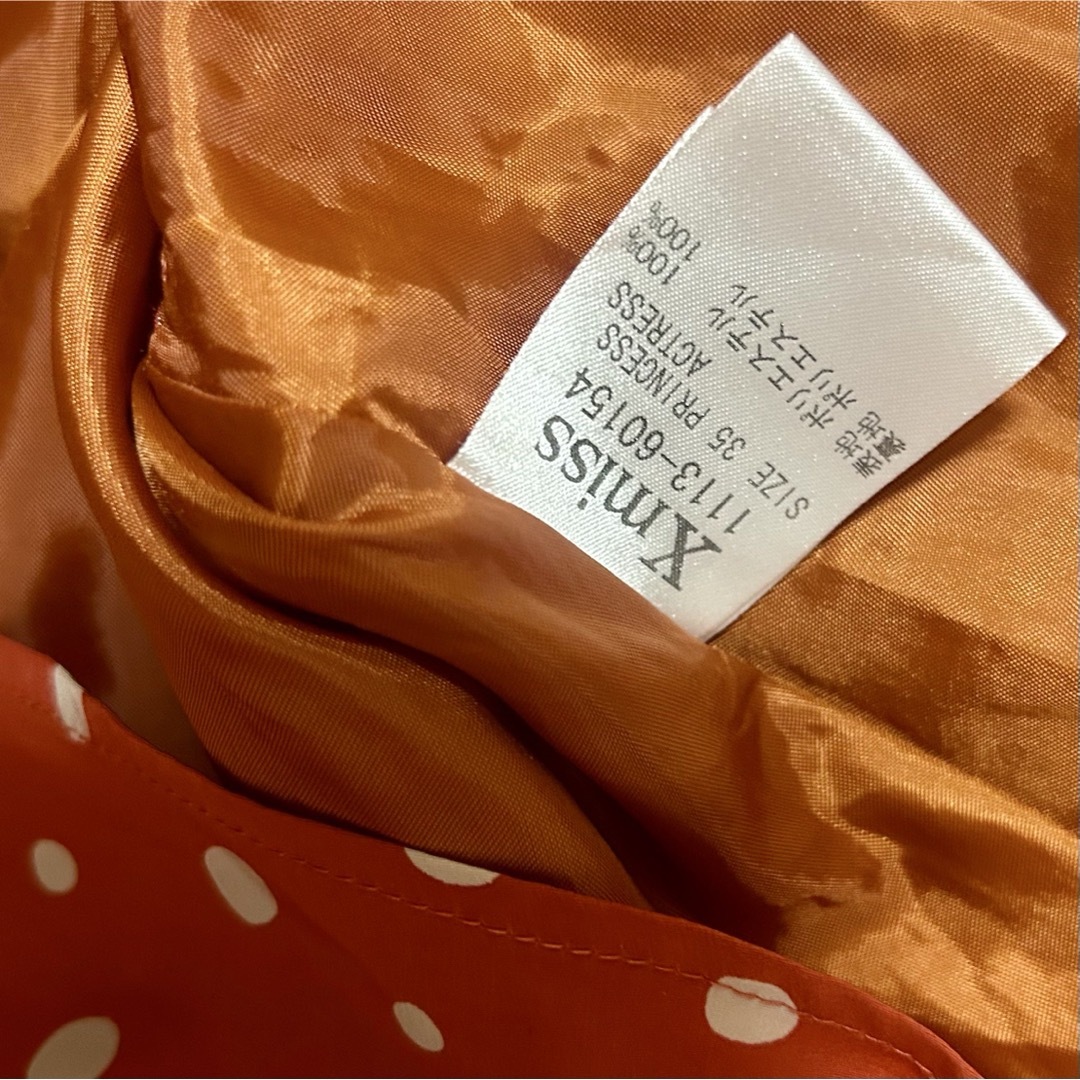 Xmiss
1113-60154
SIZE 35 PRINCESS
ACTRESS
表地 ポリエステル 100%
裏地 ポリエステル 100%